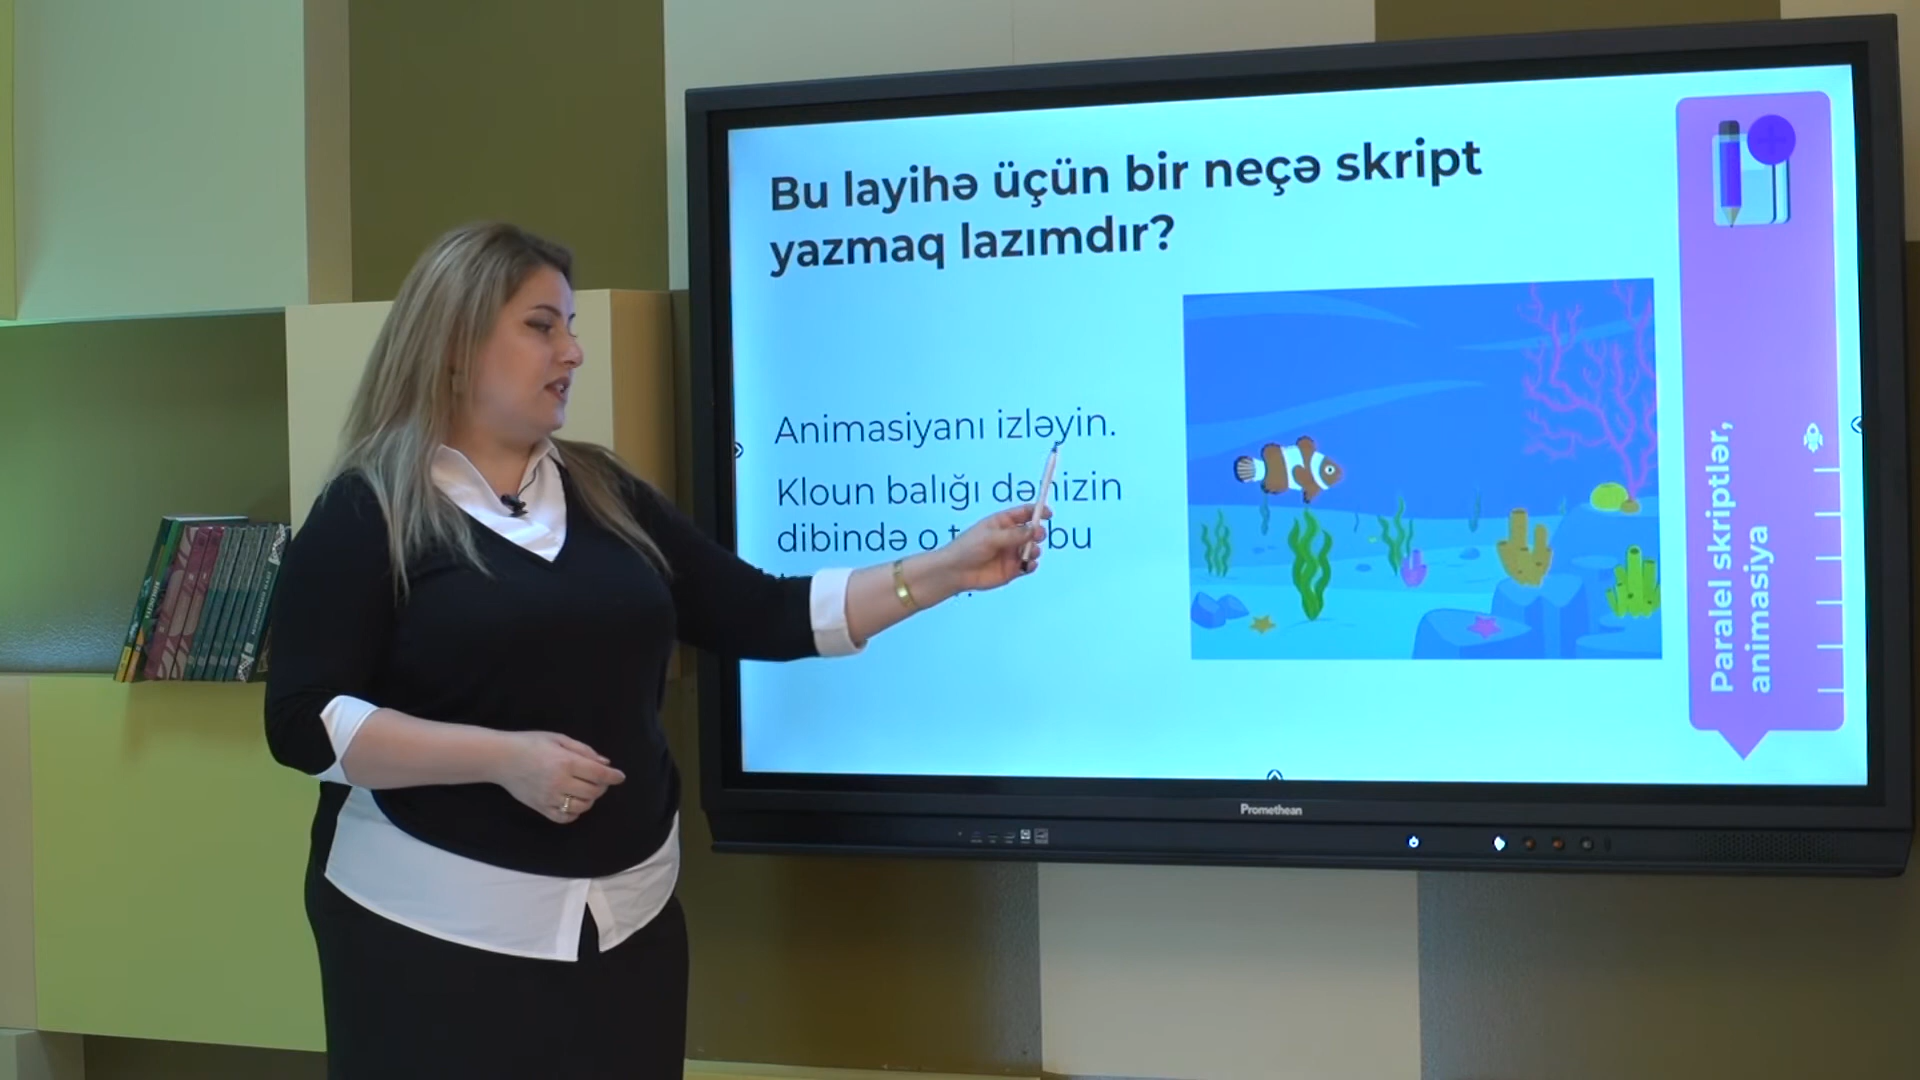 Bu layihə üçün bir neçə skript
yazmaq lazımdır?
Animasiyanı izləyin.
Kloun balığı dənizin
dibində o bu
Paralel skriptlər,
animasiya
Promethean